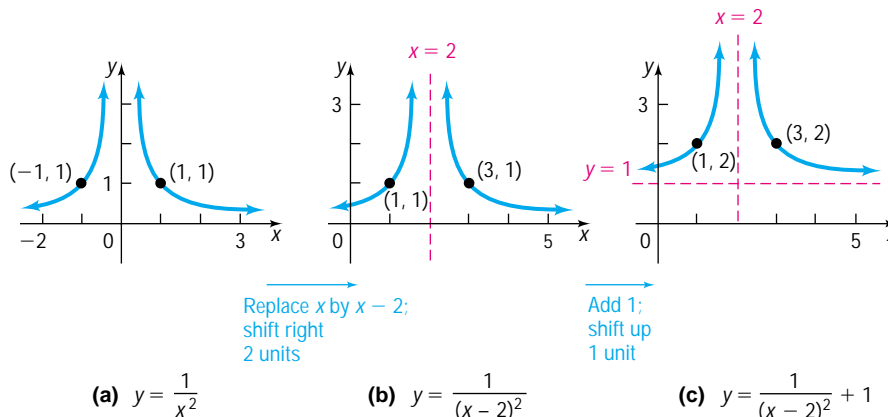 x = 2
y
3
(−1, 1)
(1, 1)
1
−2
0
3
x
x = 2
y
3
(3, 1)
(1, 1)
0
5
x
y
3
(3, 2)
(1, 2)
y = 1
0
5
Replace x by x − 2;
shift right
2 units
Add 1;
shift up
1 unit
(a) y = 1/x²
(b) y = 1/(x − 2)²
(c) y = 1/(x − 2)² + 1